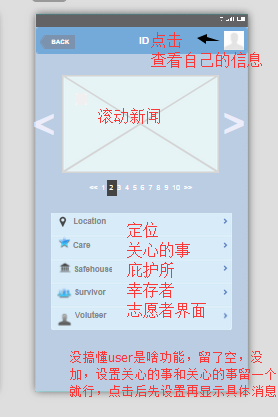 BACK
ID
点击
查看自己的信息
滚动新闻
<< 1 2 3 4 5 6 7 8 9 10 >>
Location
定位
Care
关心的事
Safehouse
庇护所
Survivor
幸存者
Voluteer
志愿者界面
没搞懂user是啥功能，留了空，没
加，设置关心的事和关心的事留一个
就行，点击后先设置再显示具体消息